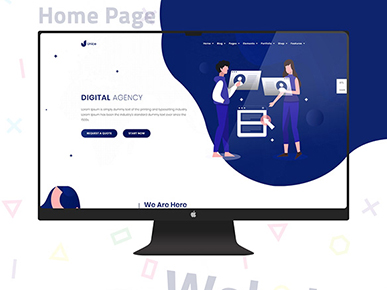 Home Page
Home Blog Pages Elements Portfolio Shop Features
DIGITAL AGENCY
Lorem Ipsum is simply dummy text of the printing and typesetting industry.
Lorem Ipsum has been the industry's standard dummy text ever since the
1500s.
REQUEST A QUOTE START NOW
We Are Hero